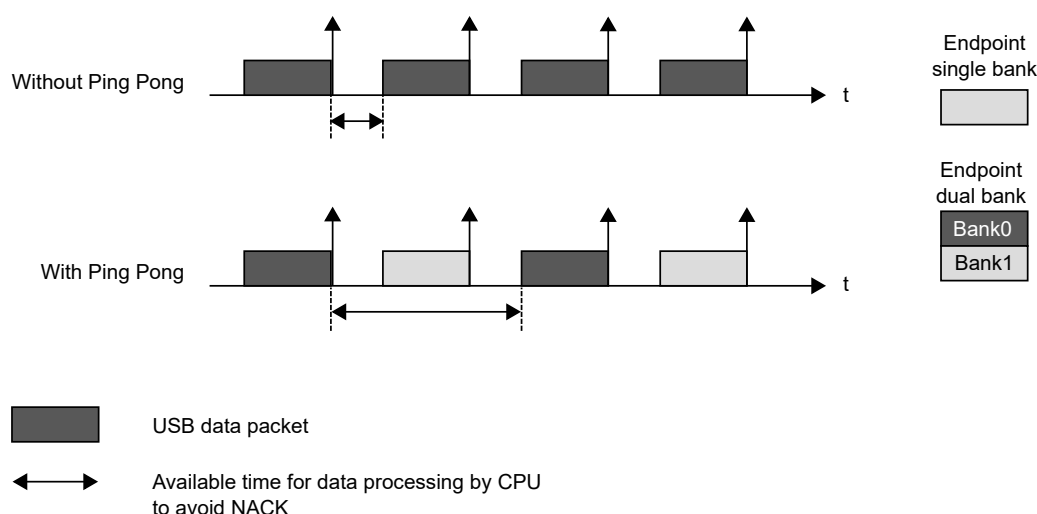 Without Ping Pong
t
Endpoint
single bank
Endpoint
dual bank
Bank0
Bank1
With Ping Pong
t
USB data packet
Available time for data processing by CPU
to avoid NACK